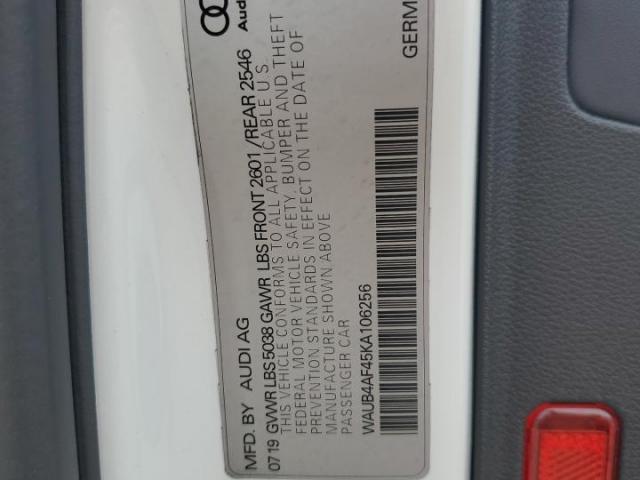 Aud
GERM
MFD. BY AUDI AG
0719 GVWR LBS 5038 GAWR LBS FRONT 2601 / REAR 2546
THIS VEHICLE CONFORMS TO ALL APPLICABLE U.S.
FEDERAL MOTOR VEHICLE SAFETY, BUMPER AND THEFT
PREVENTION STANDARDS IN EFFECT ON THE DATE OF
MANUFACTURE SHOWN ABOVE
PASSENGER CAR
WAUB4AF45KA106256